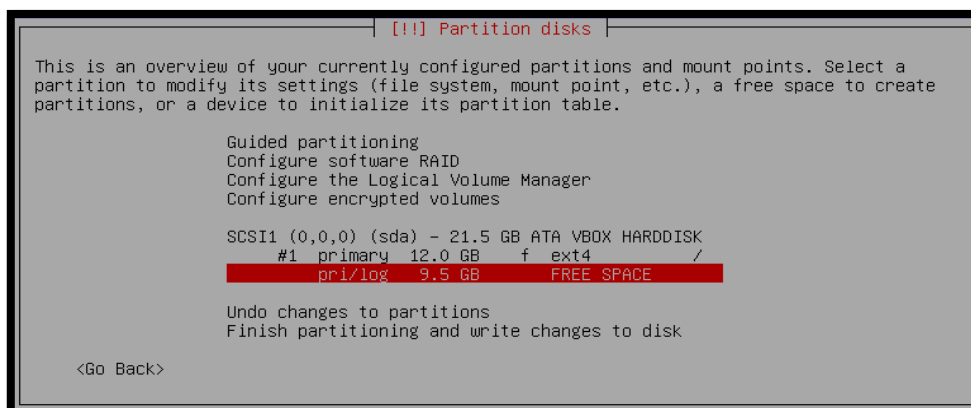 [!!] Partition disks
This is an overview of your currently configured partitions and mount points. Select a
partition to modify its settings (file system, mount point, etc.), a free space to create
partitions, or a device to initialize its partition table.
Guided partitioning
Configure software RAID
Configure the Logical Volume Manager
Configure encrypted volumes
SCSI1 (0,0,0) (sda) – 21.5 GB ATA VBOX HARDDISK
#1 primary 12.0 GB f ext4 /
pri/log 9.5 GB FREE SPACE
Undo changes to partitions
Finish partitioning and write changes to disk
<Go Back>